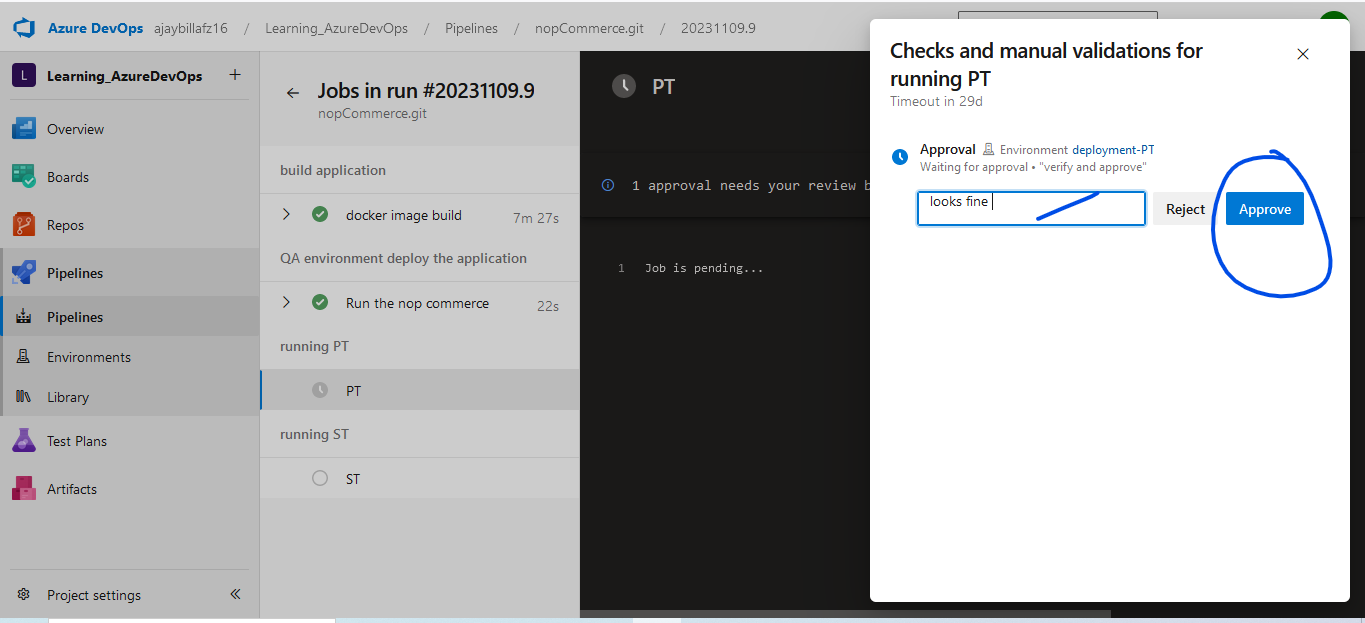 Azure DevOps ajaybillafz16 / Learning_AzureDevOps / Pipelines / nopCommerce.git / 20231109.9
L Learning_AzureDevOps +
Overview
Boards
Repos
Pipelines
Pipelines
Environments
Library
Test Plans
Artifacts
Project settings
Jobs in run #20231109.9
nopCommerce.git
build application
docker image build 7m 27s
QA environment deploy the application
Run the nop commerce 22s
running PT
PT
running ST
ST
PT
1 approval needs your review b
1 Job is pending...
Checks and manual validations for
running PT
Timeout in 29d
Approval Environment deployment-PT
Waiting for approval • "verify and approve"
looks fine
Reject
Approve